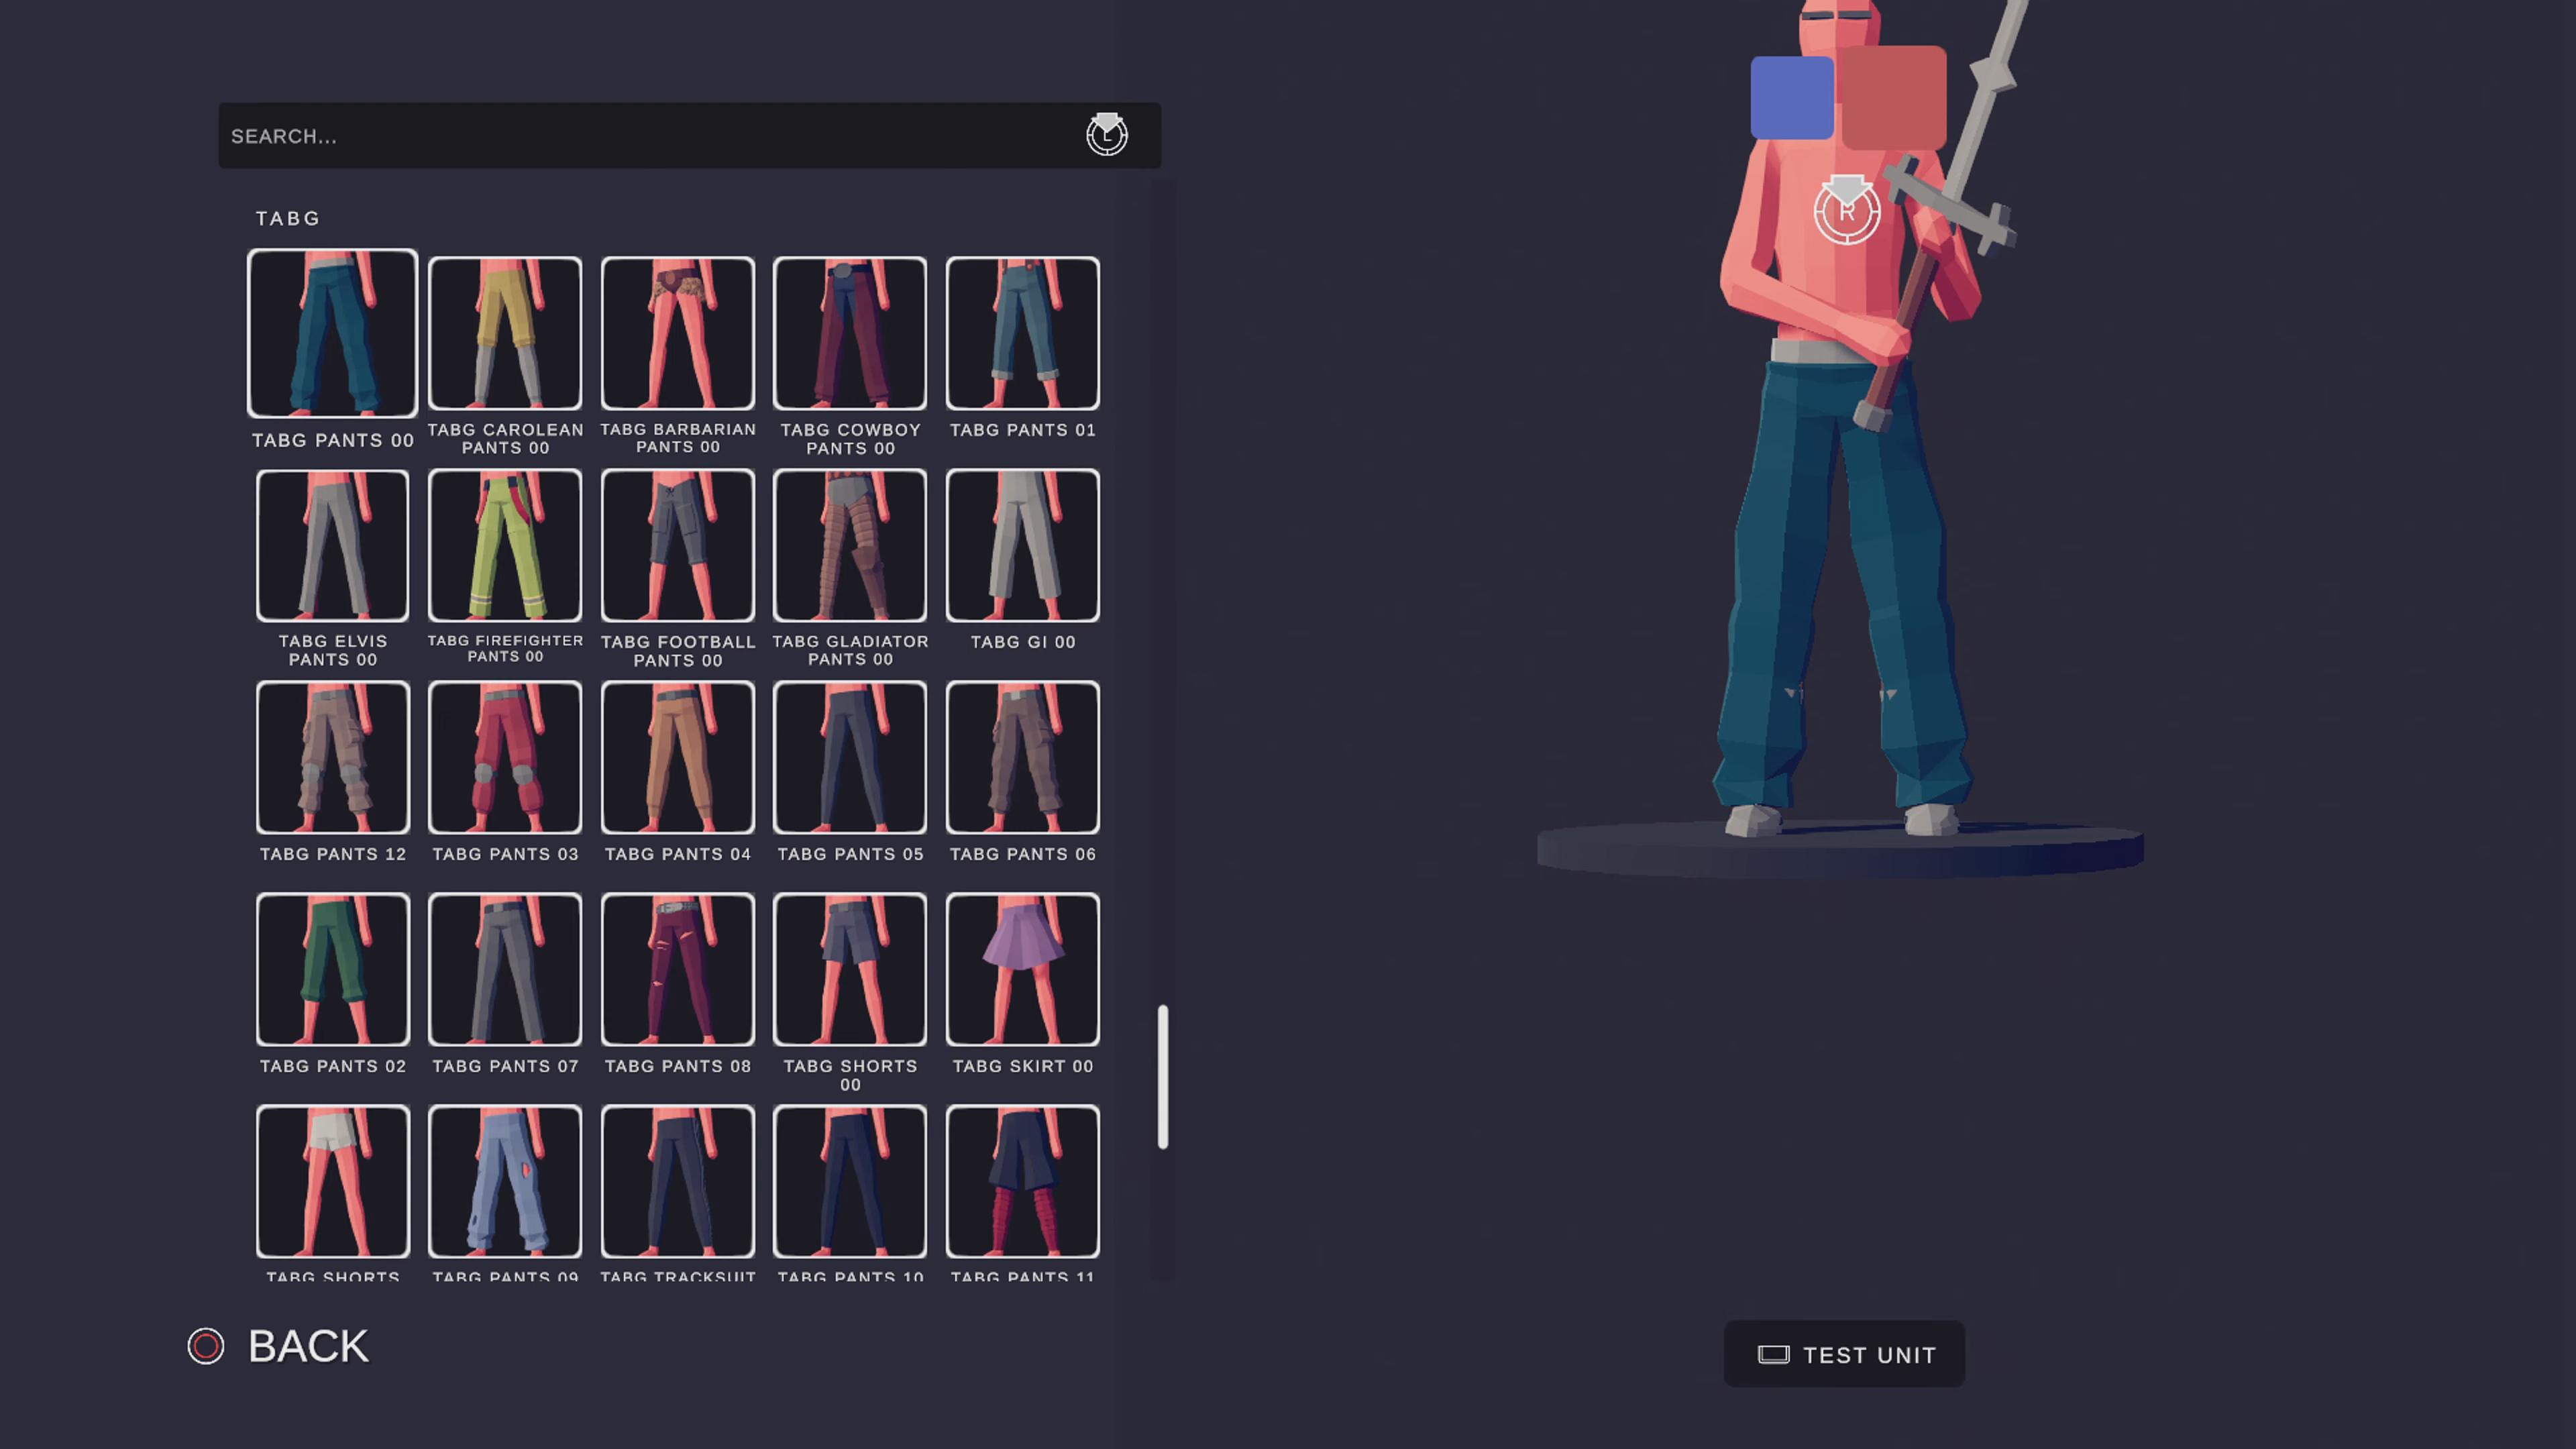 SEARCH...
L
TABG
R
TABG PANTS 00
TABG CAROLEAN
PANTS 00
TABG BARBARIAN
PANTS 00
TABG COWBOY
PANTS 00
TABG PANTS 01
TABG ELVIS
PANTS 00
TABG FIREFIGHTER
PANTS 00
TABG FOOTBALL
PANTS 00
TABG GLADIATOR
PANTS 00
TABG GI 00
TABG PANTS 12
TABG PANTS 03
TABG PANTS 04
TABG PANTS 05
TABG PANTS 06
TABG PANTS 02
TABG PANTS 07
TABG PANTS 08
TABG SHORTS
00
TABG SKIRT 00
TABG SHORTS
TABG PANTS 09
TABG TRACKSUIT
TABG PANTS 10
TABG PANTS 11
BACK
TEST UNIT